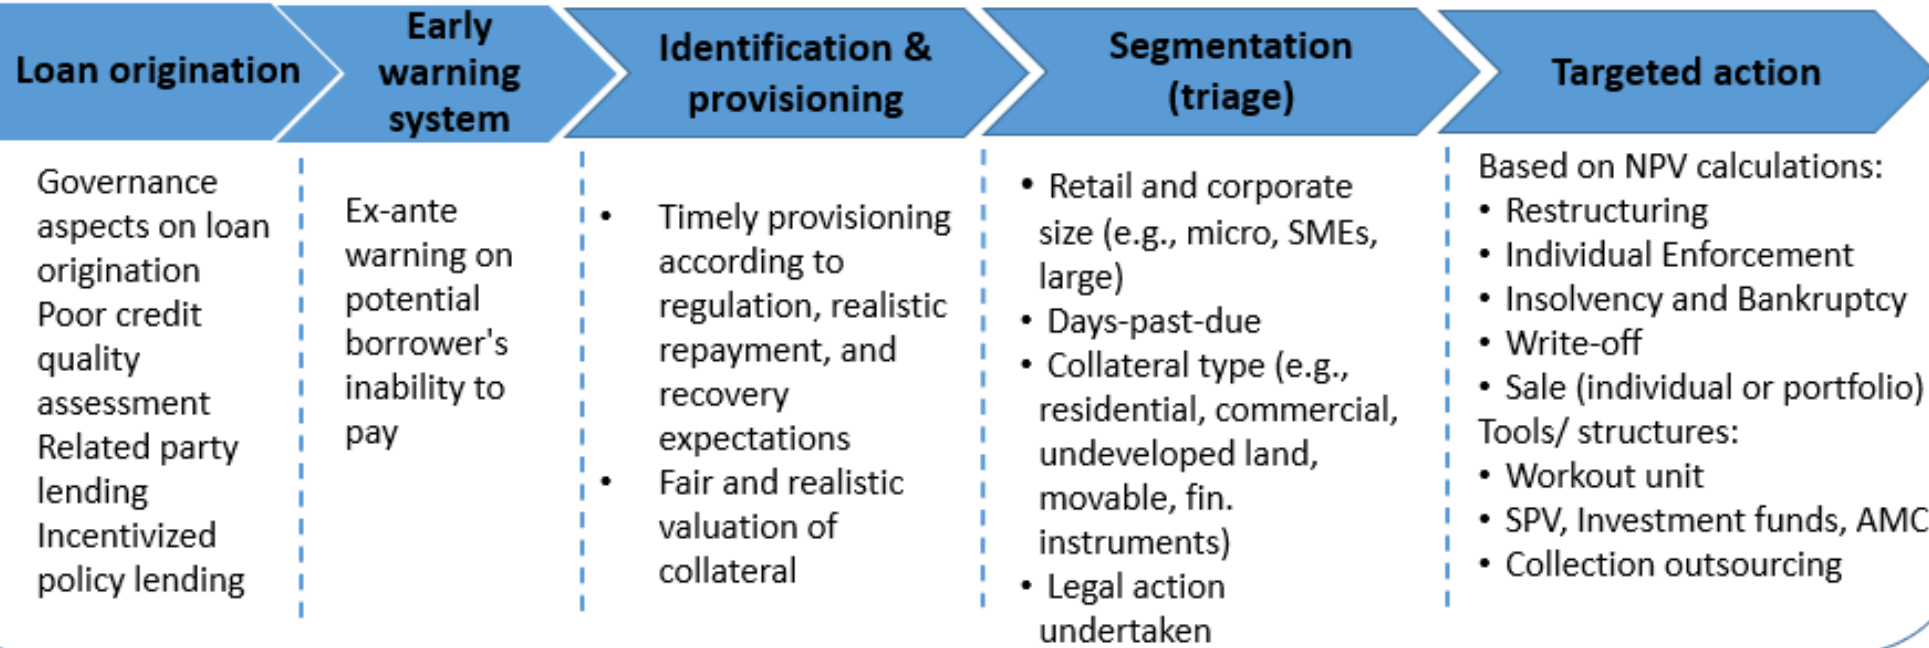 Loan origination
Early
warning
system
Identification &
provisioning
Segmentation
(triage)
Targeted action
Governance
aspects on loan
origination
Poor credit
quality
assessment
Related party
lending
Incentivized
policy lending
Ex-ante
warning on
potential
borrower's
inability to
pay
• Timely provisioning
according to
regulation, realistic
repayment, and
recovery
expectations
• Fair and realistic
valuation of
collateral
• Retail and corporate
size (e.g., micro, SMEs,
large)
• Days-past-due
• Collateral type (e.g.,
residential, commercial,
undeveloped land,
movable, fin.
instruments)
• Legal action
undertaken
Based on NPV calculations:
• Restructuring
• Individual Enforcement
• Insolvency and Bankruptcy
• Write-off
• Sale (individual or portfolio)
Tools/ structures:
• Workout unit
• SPV, Investment funds, AMC
• Collection outsourcing